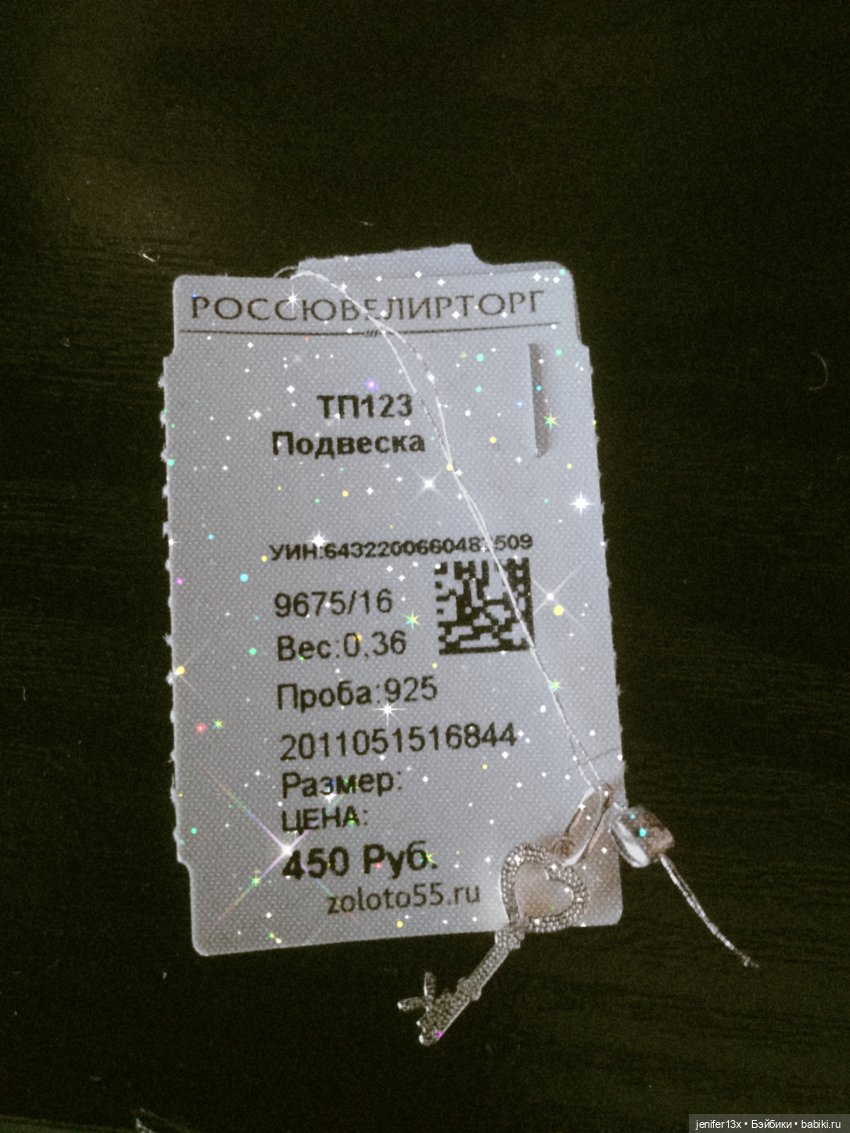 РОССЮВЕЛИРТОРГ
ТП123
Подвеска
9675/16
Вес:0,36
Проба:925
2011051516844
Размер:
ЦЕНА:
450 Руб.
zoloto55.ru
jenifer13x • Бэйбики • babiki.ru